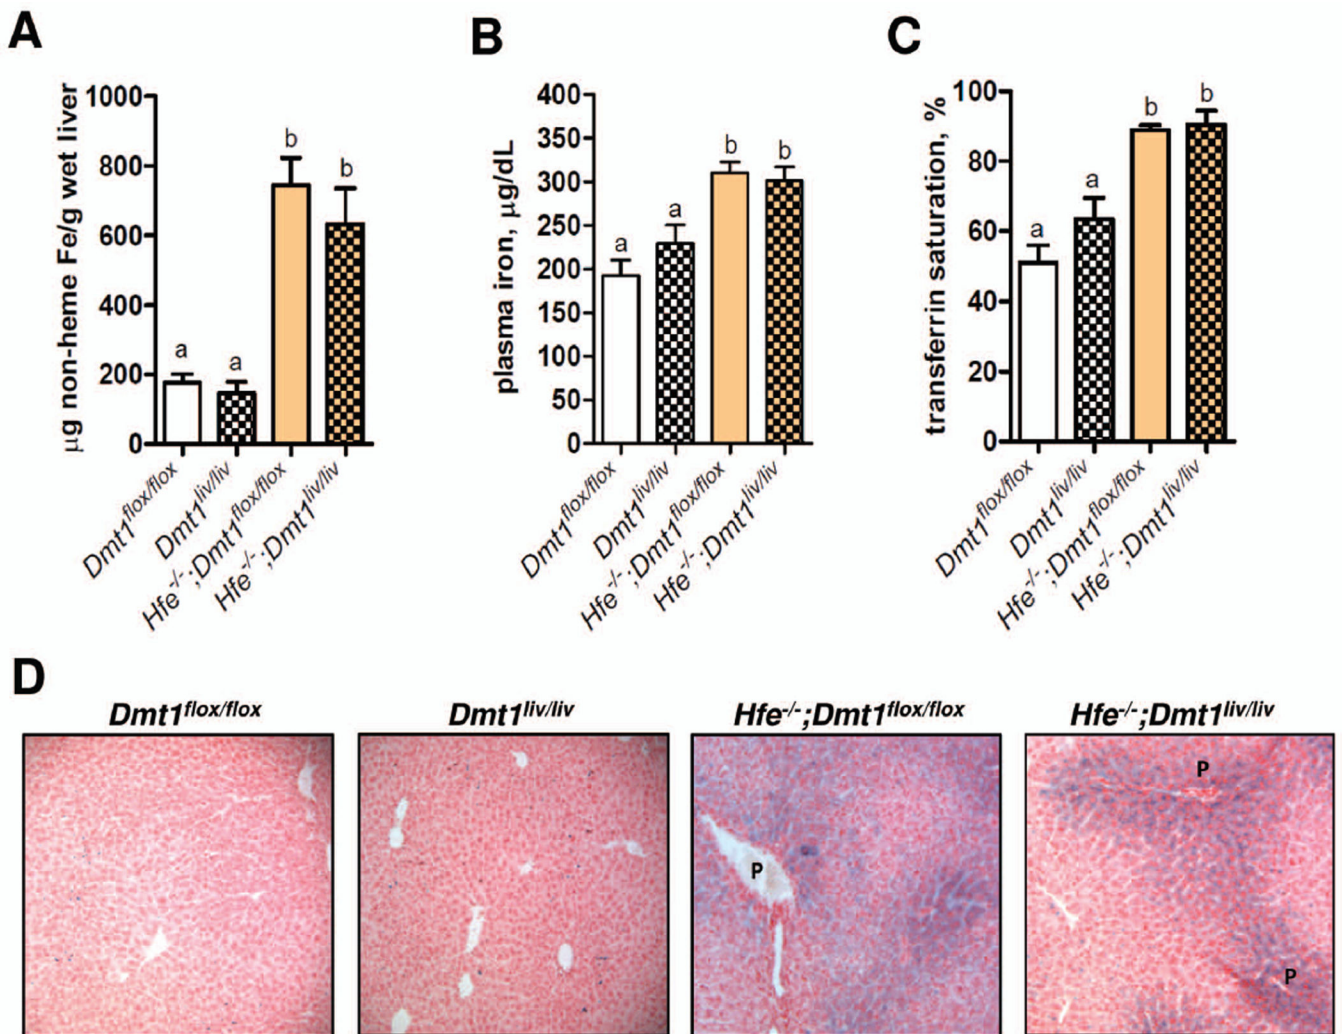 A
μg non-heme Fe/g wet liver
1000
800
600
400
200
0
a
a
b
b
Dmt1flox/flox
Dmt1liv/liv
Hfe-/-;Dmt1flox/flox
Hfe-/-;Dmt1liv/liv
B
plasma iron, μg/dL
400
350
300
250
200
150
100
50
0
a
a
b
b
Dmt1flox/flox
Dmt1liv/liv
Hfe-/-;Dmt1flox/flox
Hfe-/-;Dmt1liv/liv
C
transferrin saturation, %
100
80
60
40
20
0
a
a
b
b
Dmt1flox/flox
Dmt1liv/liv
Hfe-/-;Dmt1flox/flox
Hfe-/-;Dmt1liv/liv
D
Dmt1flox/flox
Dmt1liv/liv
Hfe-/-;Dmt1flox/flox
Hfe-/-;Dmt1liv/liv
P
P
P